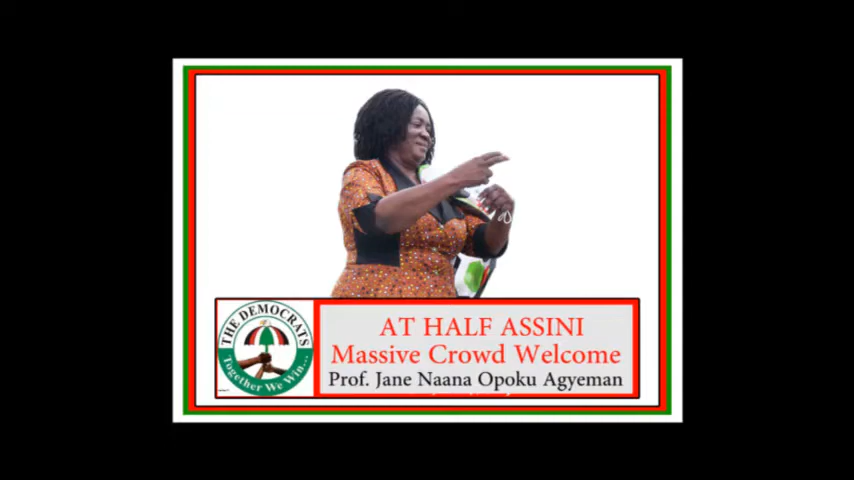 THE DEMOCRATS
Together We Win...
AT HALF ASSINI
Massive Crowd Welcome
Prof. Jane Naana Opoku Agyeman